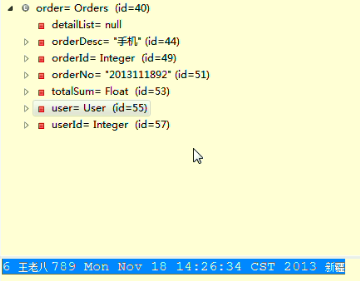 order= Orders (id=40)
detailList= null
orderDesc= "手机" (id=44)
orderId= Integer (id=49)
orderNo= "2013111892" (id=51)
totalSum= Float (id=53)
user= User (id=55)
userId= Integer (id=57)
6 王老八 789 Mon Nov 18 14:26:34 CST 2013 新疆